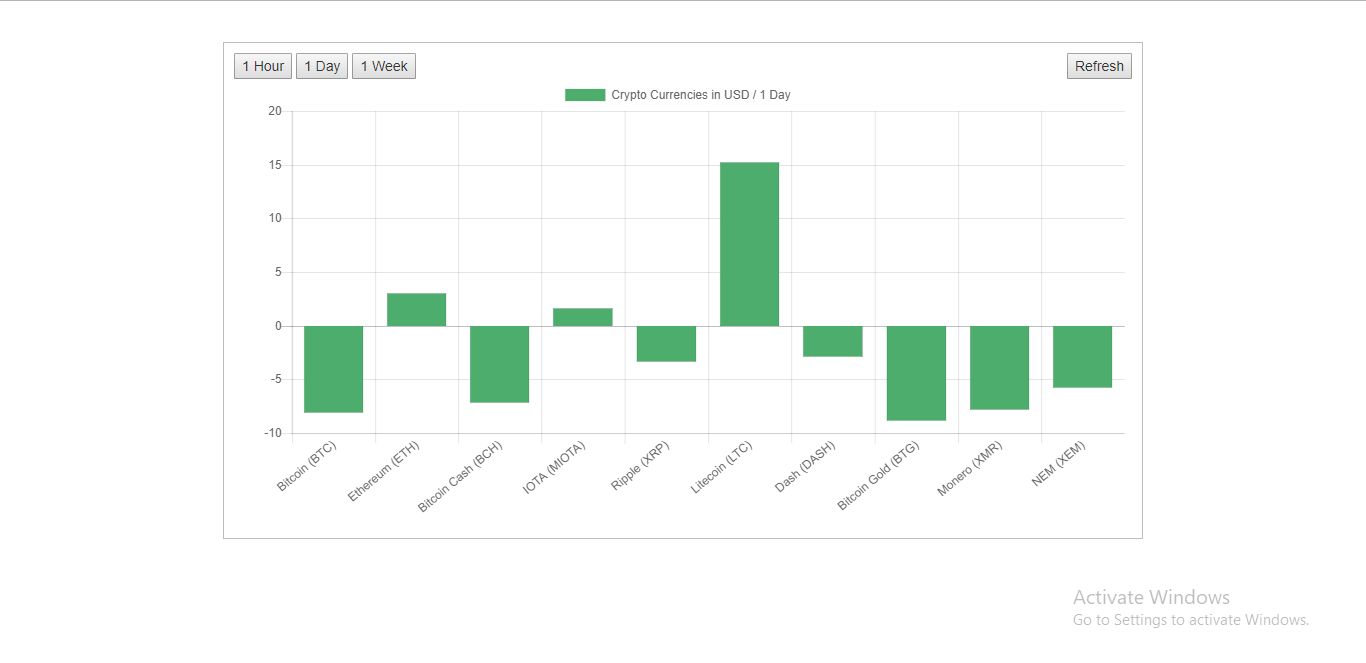 1 Hour 1 Day 1 Week Refresh
Crypto Currencies in USD / 1 Day
20
15
10
5
0
-5
-10
Bitcoin (BTC)
Ethereum (ETH)
Bitcoin Cash (BCH)
IOTA (MIOTA)
Ripple (XRP)
Litecoin (LTC)
Dash (DASH)
Bitcoin Gold (BTG)
Monero (XMR)
NEM (XEM)
Activate Windows
Go to Settings to activate Windows.